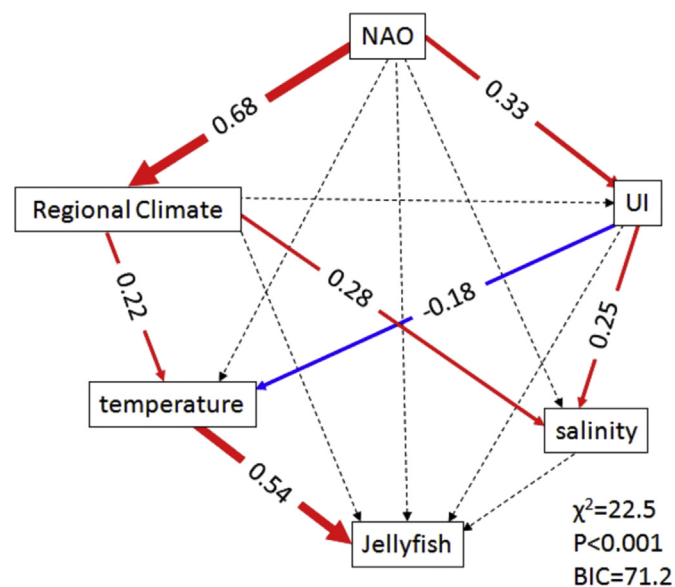 NAO
0.68
0.33
Regional Climate
UI
0.22
0.28
-0.18
0.25
temperature
salinity
0.54
Jellyfish
χ²=22.5
P<0.001
BIC=71.2